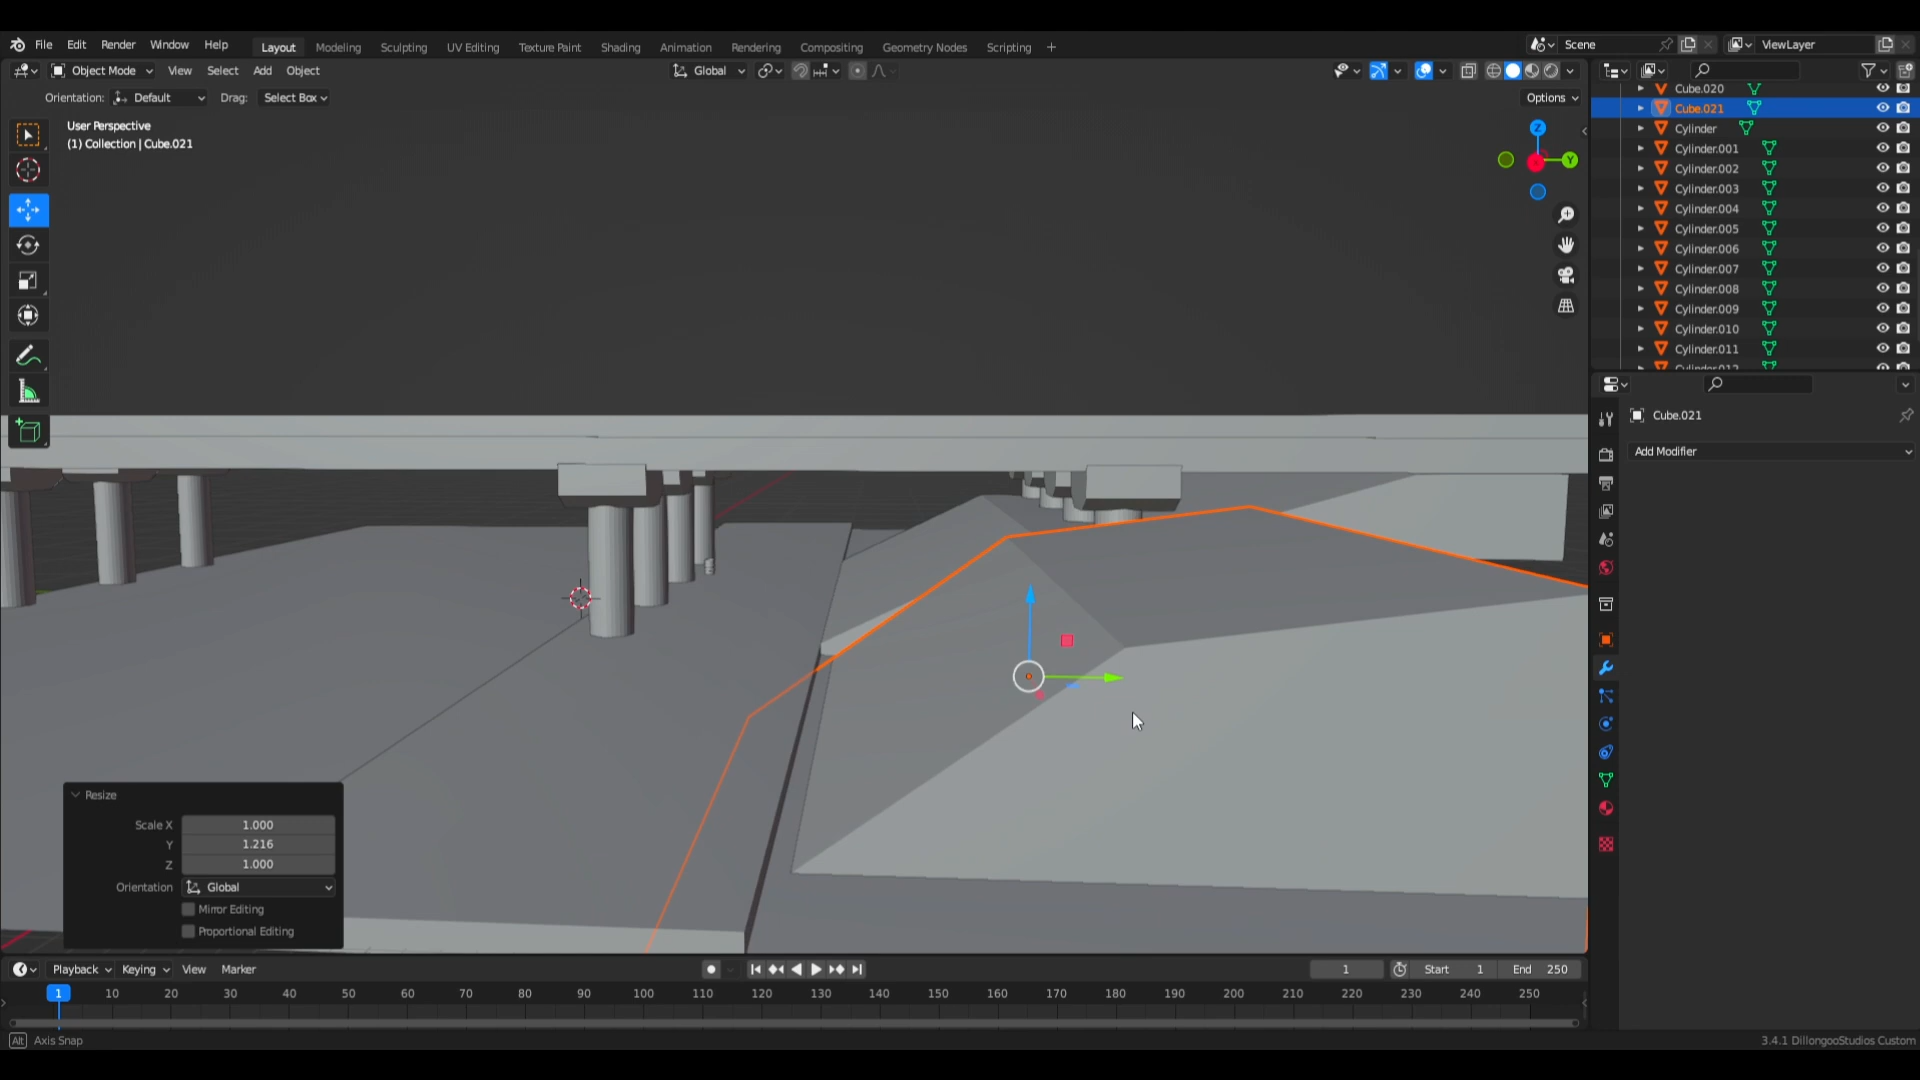 File Edit Render Window Help Layout Modeling Sculpting UV Editing Texture Paint Shading Animation Rendering Compositing Geometry Nodes Scripting + Scene ViewLayer
Object Mode View Select Add Object Global
Orientation: Default Drag: Select Box Options
User Perspective
(1) Collection | Cube.021
Z
Y
Cube.020
Cube.021
Cylinder
Cylinder.001
Cylinder.002
Cylinder.003
Cylinder.004
Cylinder.005
Cylinder.006
Cylinder.007
Cylinder.008
Cylinder.009
Cylinder.010
Cylinder.011
Cylinder.012
Cube.021
Add Modifier
Resize
Scale X 1.000
Y 1.216
Z 1.000
Orientation Global
Mirror Editing
Proportional Editing
Playback Keying View Marker 1 Start 1 End 250
1 10 20 30 40 50 60 70 80 90 100 110 120 130 140 150 160 170 180 190 200 210 220 230 240 250
Alt Axis Snap 3.4.1 DillongooStudios Custom